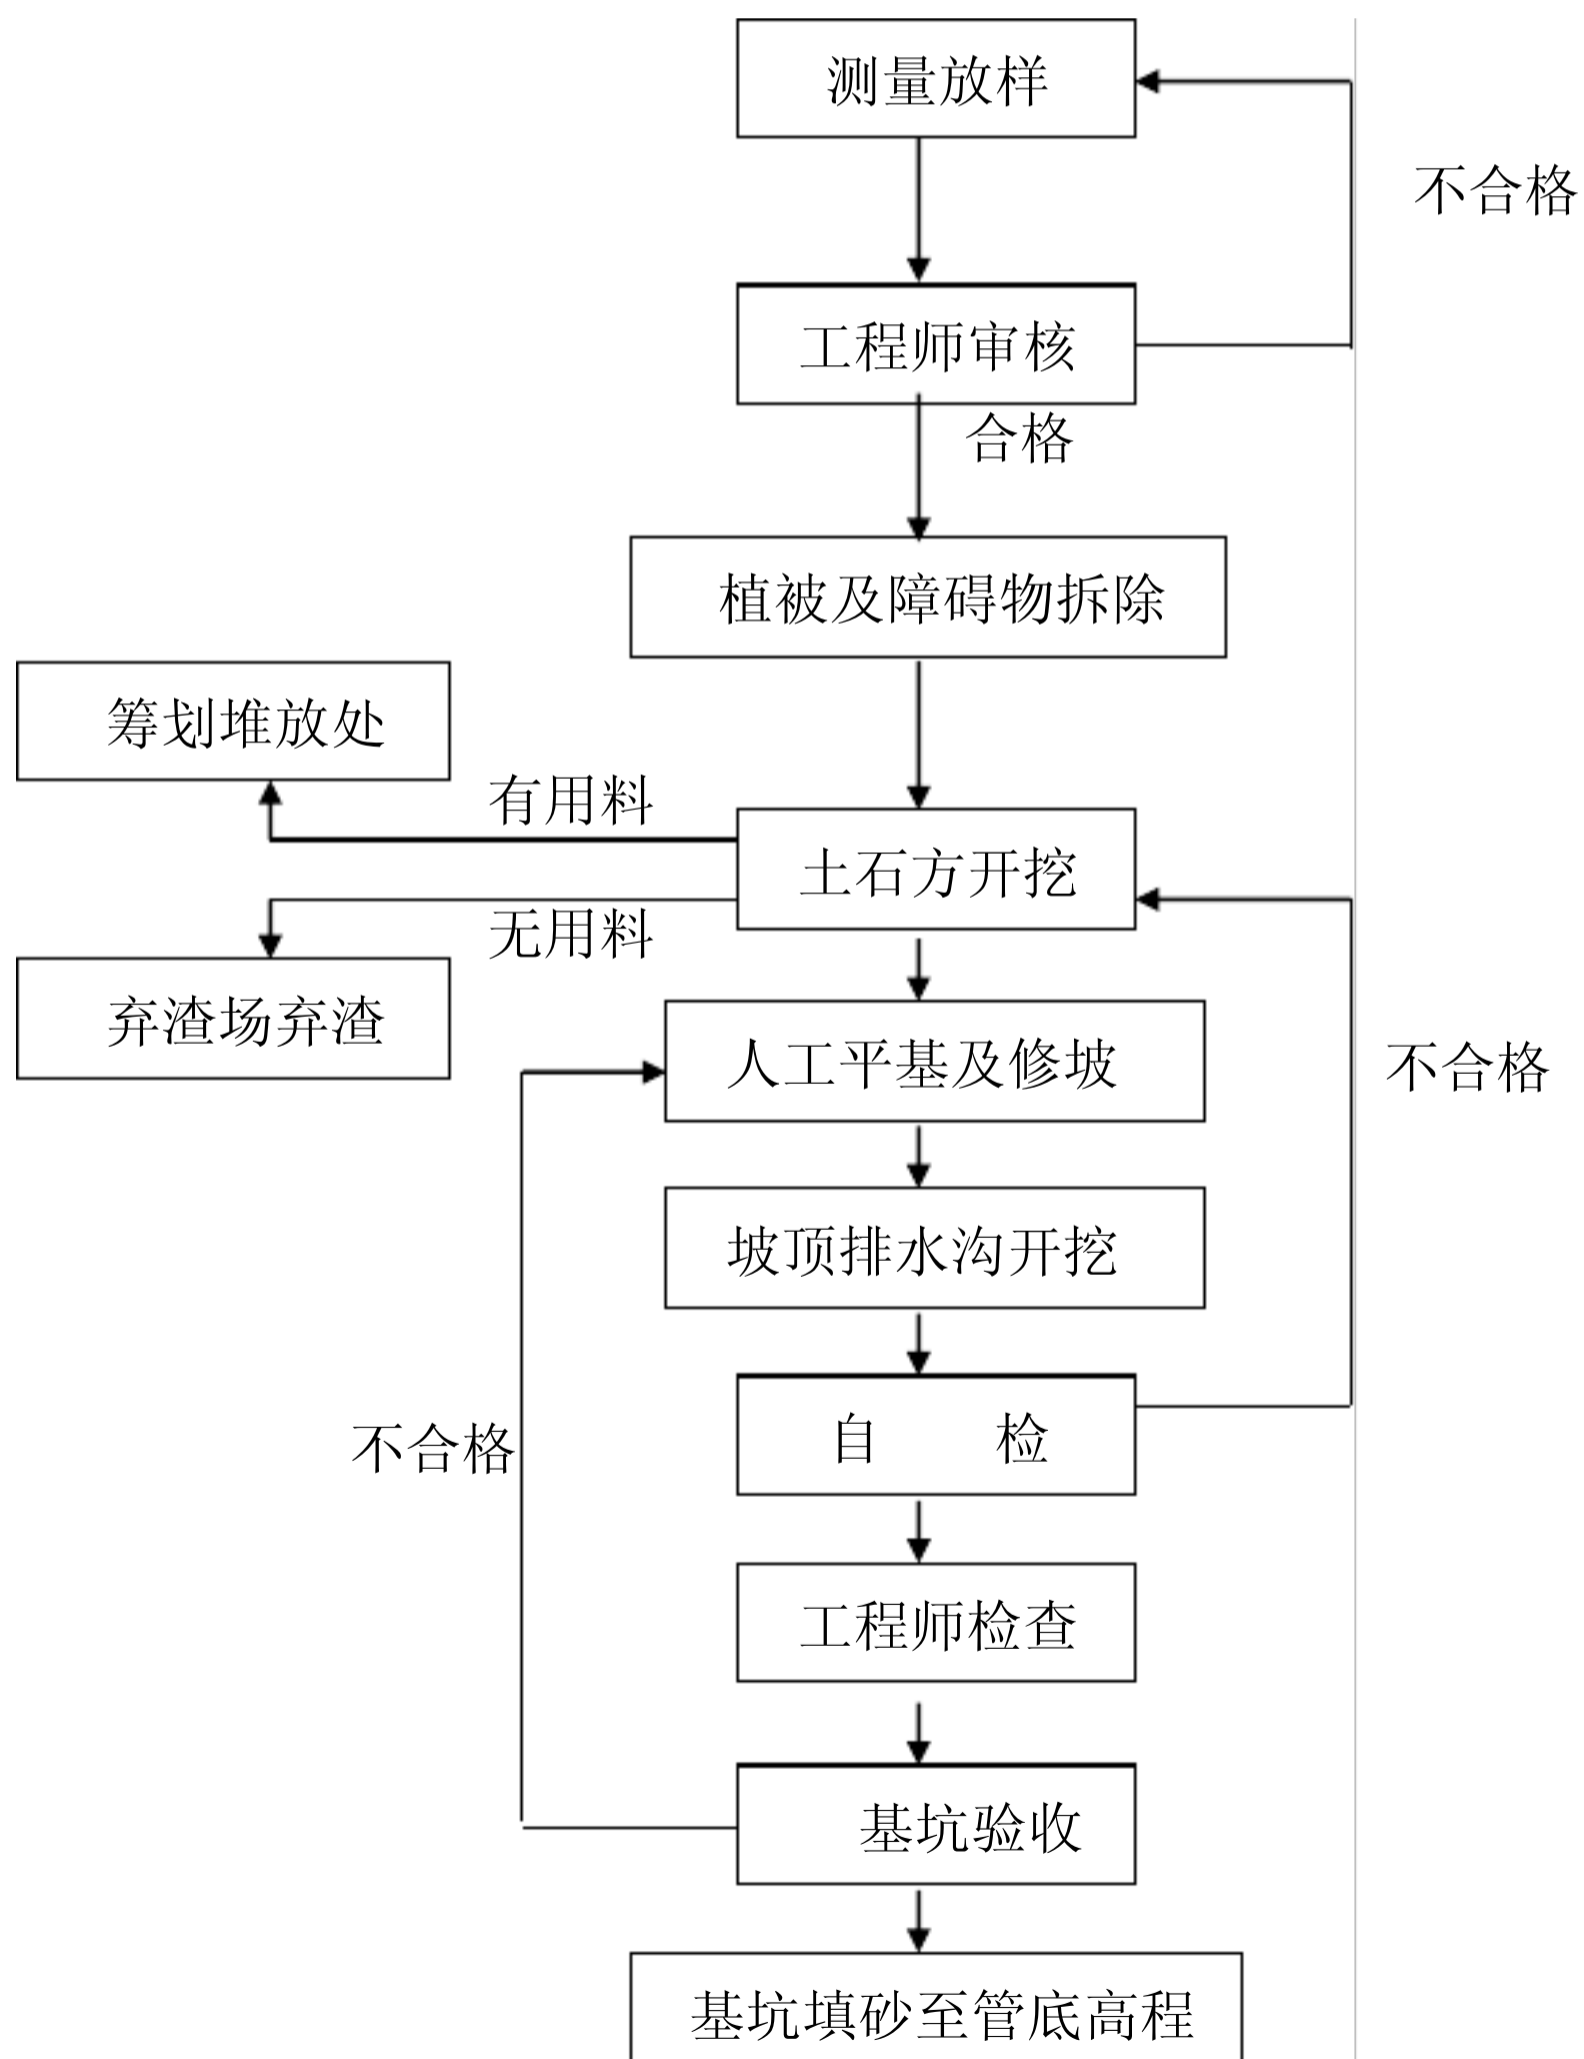 测量放样
不合格
工程师审核
合格
植被及障碍物拆除
筹划堆放处
有用料
土石方开挖
无用料
弃渣场弃渣
人工平基及修坡
不合格
坡顶排水沟开挖
不合格
自 检
工程师检查
基坑验收
基坑填砂至管底高程